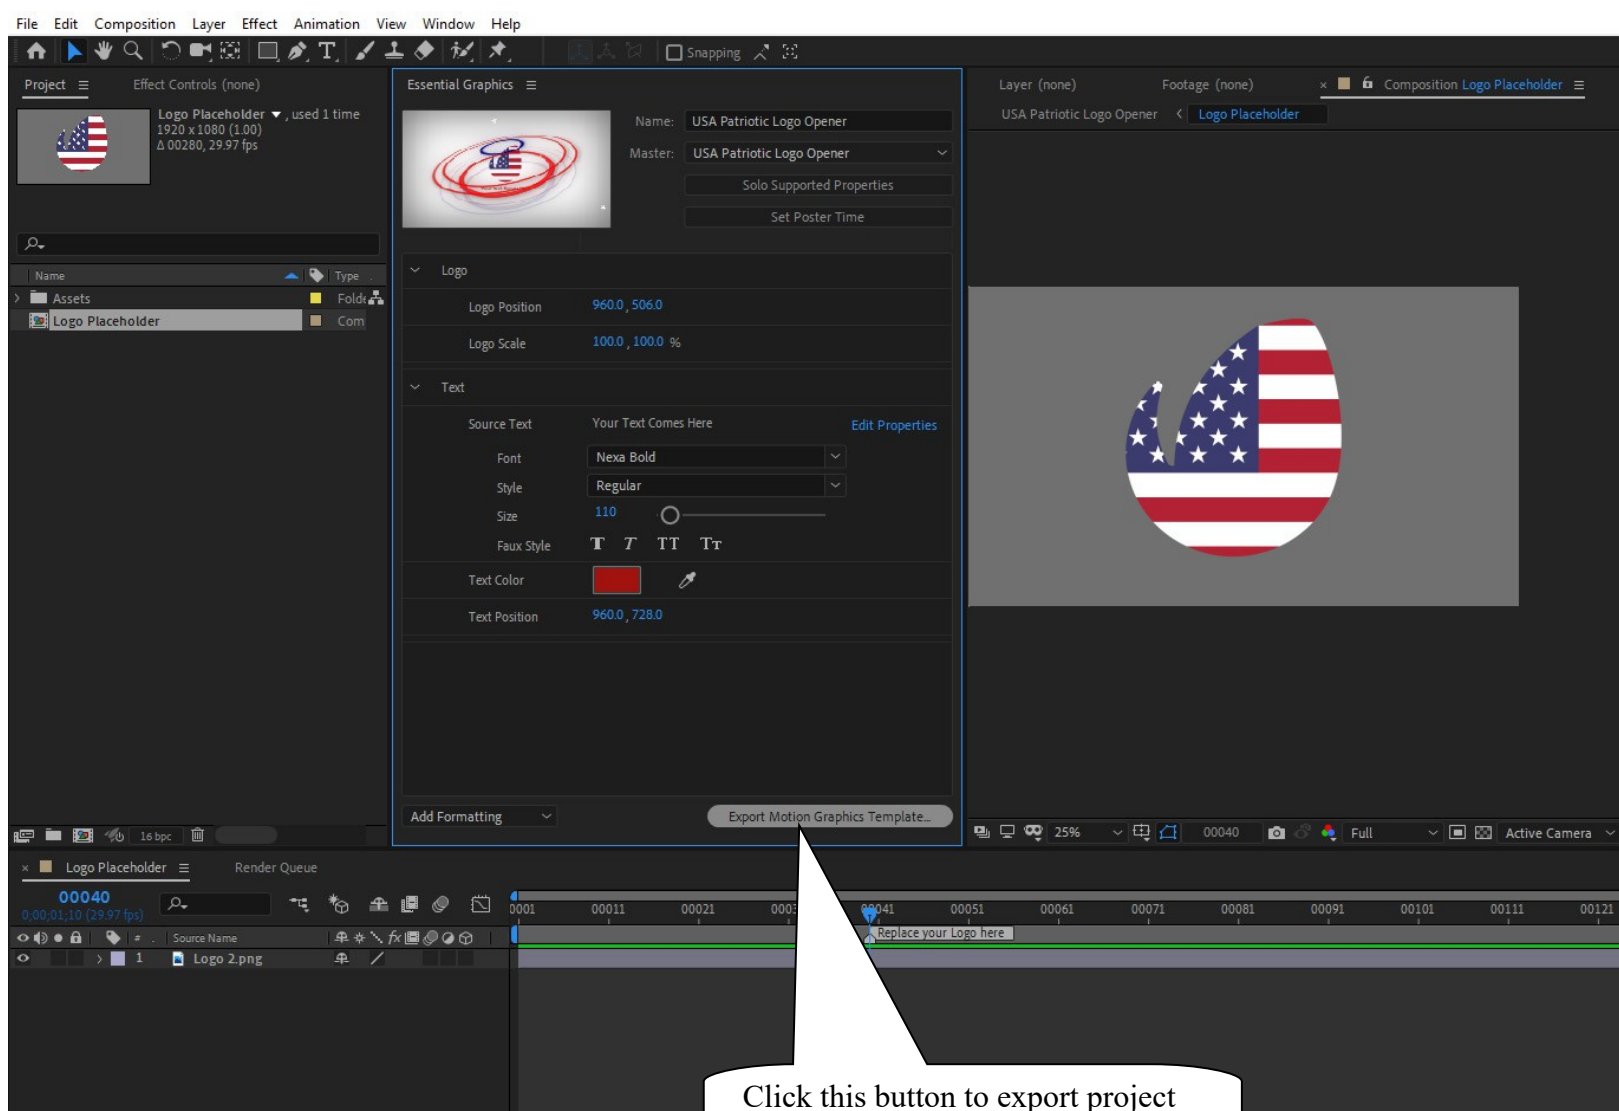 File Edit Composition Layer Effect Animation View Window Help
Snapping
Project
Effect Controls (none)
Logo Placeholder ▼ , used 1 time
1920 x 1080 (1.00)
Δ 00280, 29.97 fps
Name
Type
Assets
Folde
Logo Placeholder
Com
16 bpc
Essential Graphics
Name: USA Patriotic Logo Opener
Master: USA Patriotic Logo Opener
Solo Supported Properties
Set Poster Time
Logo
Logo Position 960.0 , 506.0
Logo Scale 100.0 , 100.0 %
Text
Source Text Your Text Comes Here Edit Properties
Font Nexa Bold
Style Regular
Size 110
Faux Style T T TT Tт
Text Color
Text Position 960.0 , 728.0
Add Formatting
Export Motion Graphics Template...
Layer (none)
Footage (none)
× Composition Logo Placeholder
USA Patriotic Logo Opener < Logo Placeholder
25%
00040
Full
Active Camera
× Logo Placeholder
Render Queue
00040
0;00;01;10 (29.97 fps)
0001 00011 00021 0003 00041 00051 00061 00071 00081 00091 00101 00111 00121
# . Source Name
fx
Replace your Logo here
1 Logo 2.png
Click this button to export project